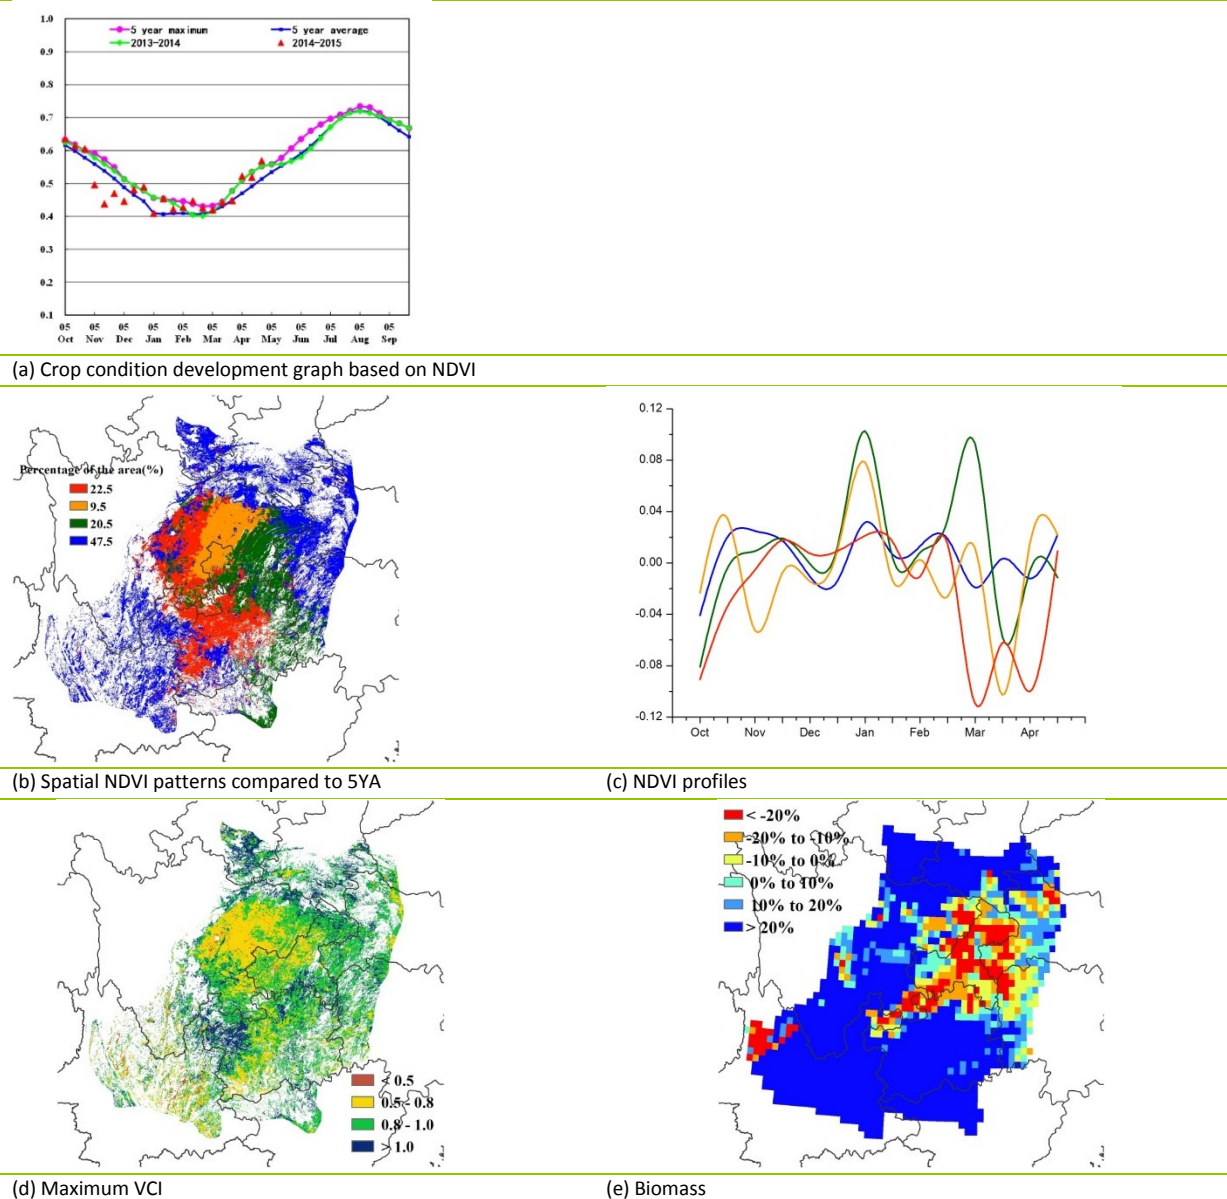 1.0
5 year maximum
5 year average
2013-2014
2014-2015
0.9
0.8
0.7
0.6
0.5
0.4
0.3
0.2
0.1
05 05 05 05 05 05 05 05 05 05 05 05
Oct Nov Dec Jan Feb Mar Apr May Jun Jul Aug Sep
(a) Crop condition development graph based on NDVI
Percentage of the area(%)
22.5
9.5
20.5
47.5
0.12
0.08
0.04
0.00
-0.04
-0.08
-0.12
Oct Nov Dec Jan Feb Mar Apr
(b) Spatial NDVI patterns compared to 5YA
(c) NDVI profiles
< 0.5
0.5 - 0.8
0.8 - 1.0
> 1.0
< -20%
-20% to -10%
-10% to 0%
0% to 10%
10% to 20%
> 20%
(d) Maximum VCI
(e) Biomass